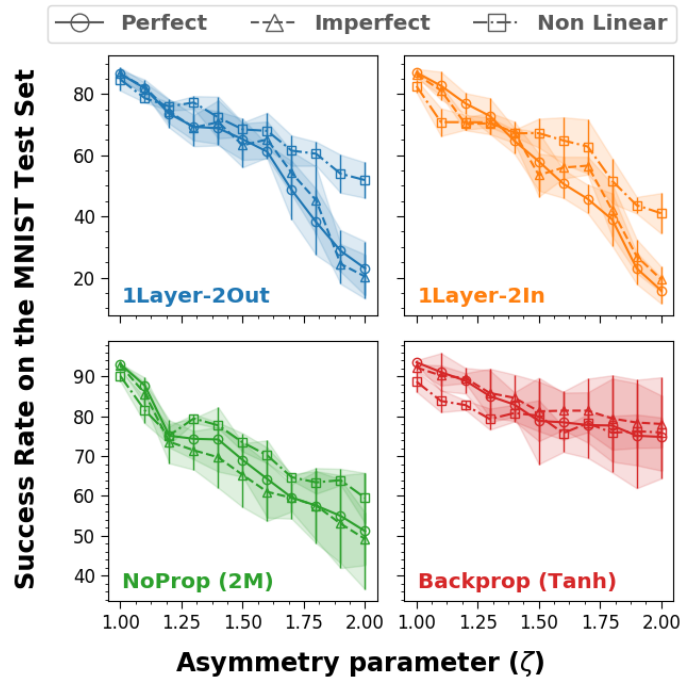 Perfect Imperfect Non Linear
Success Rate on the MNIST Test Set
80
60
40
20
1Layer-2Out
1Layer-2In
90
80
70
60
50
40
NoProp (2M)
Backprop (Tanh)
1.00 1.25 1.50 1.75 2.00
1.00 1.25 1.50 1.75 2.00
Asymmetry parameter (ζ)